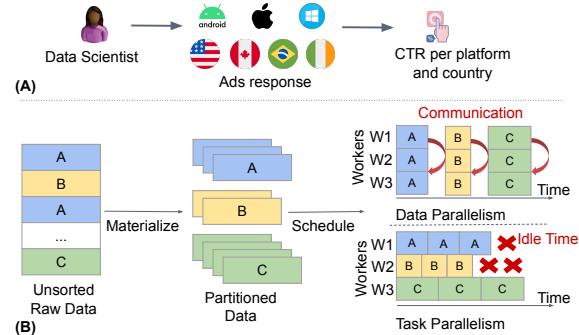 android
Data Scientist
Ads response
CTR per platform
and country
%
(A)
Communication
A
B
A
...
C
Unsorted
Raw Data
Materialize
A
B
C
Partitioned
Data
Schedule
Workers
W1
W2
W3
A
B
C
A
B
C
A
B
C
Time
Data Parallelism
Workers
W1
W2
W3
A
A
A
Idle Time
B
B
B
C
C
C
Time
Task Parallelism
(B)